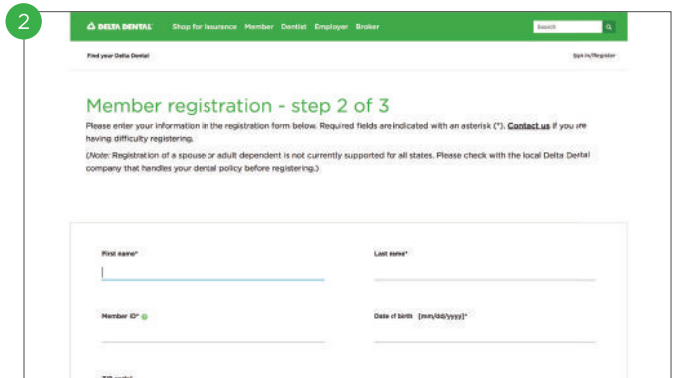 2
DELTA DENTAL Shop for Insurance Member Dentist Employer Broker Search
Find your Delta Dental Sign In/Register
Member registration - step 2 of 3
Please enter your information in the registration form below. Required fields are indicated with an asterisk (*). Contact us if you are
having difficulty registering.
(Note: Registration of a spouse or adult dependent is not currently supported for all states. Please check with the local Delta Dental
company that handles your dental policy before registering.)
First name* Last name*
Member ID* Date of birth [mm/dd/yyyy]*